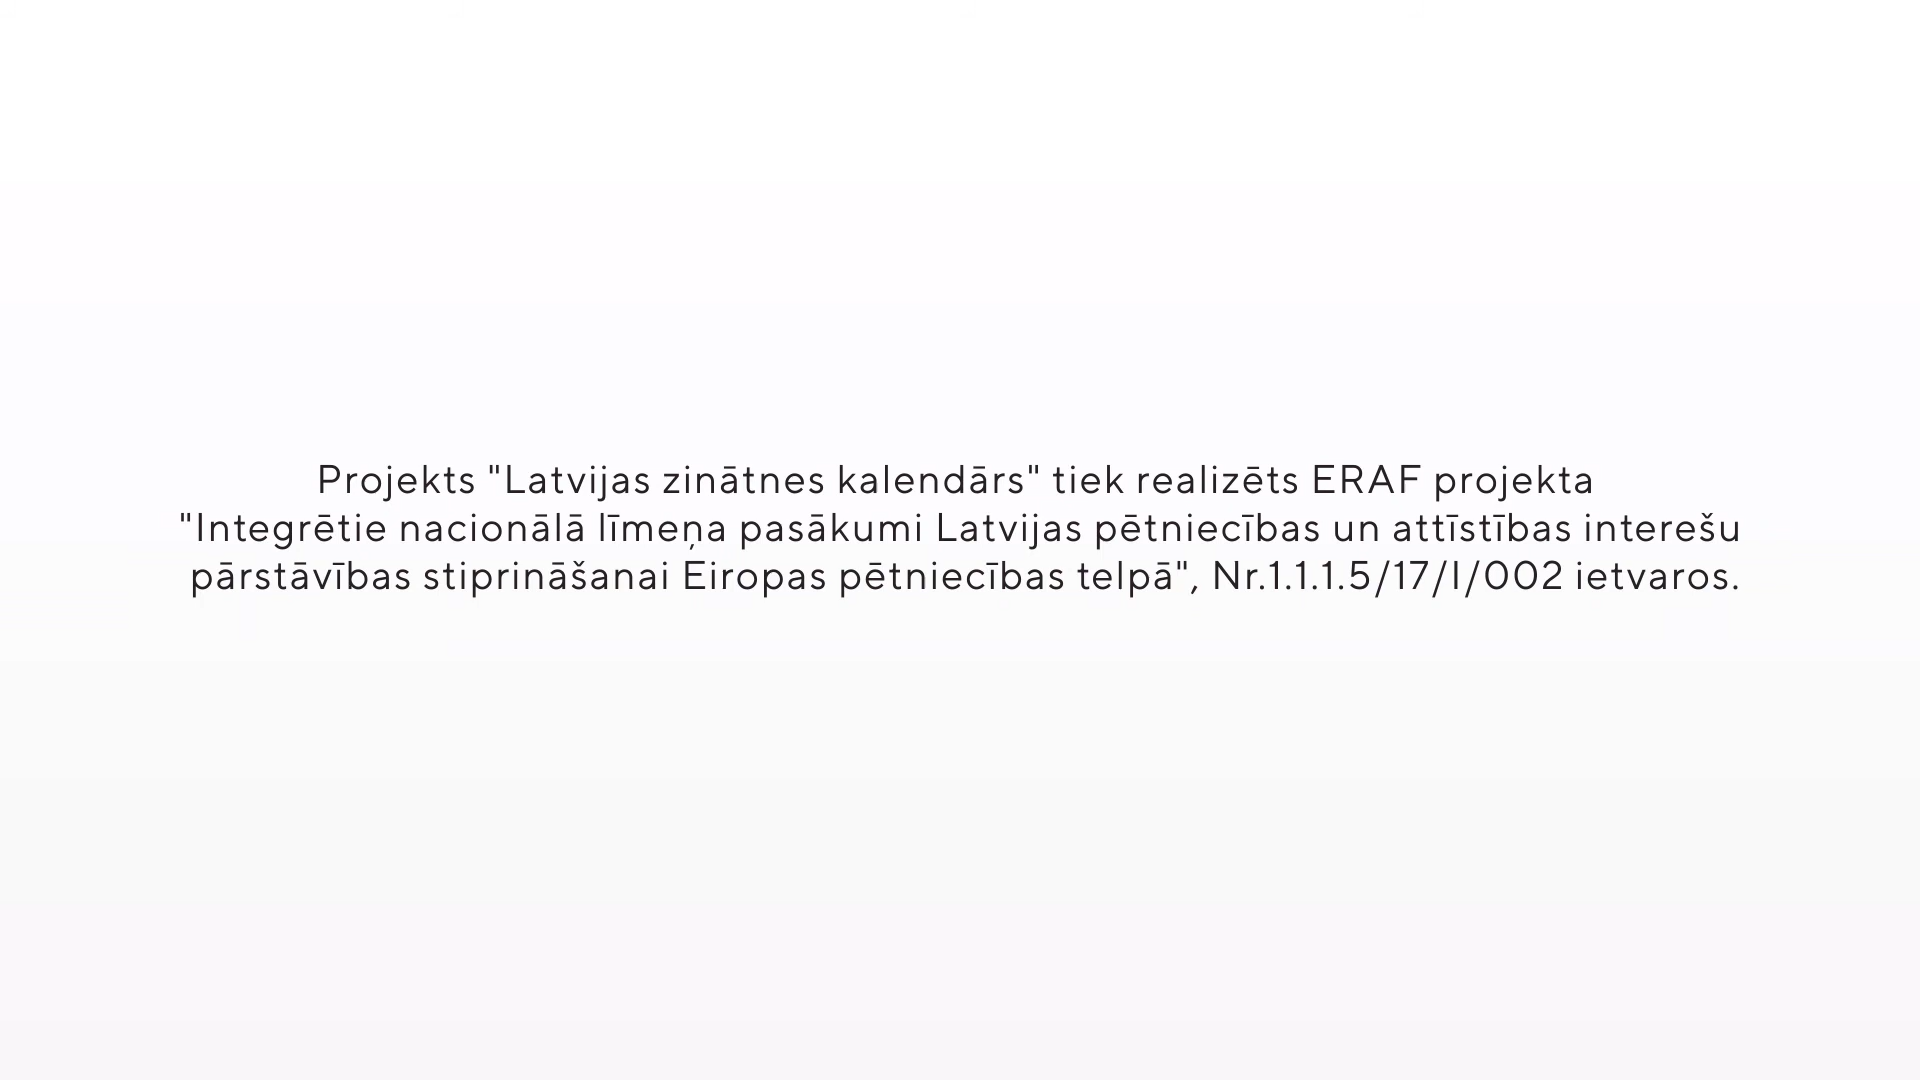 Projekts "Latvijas zinātnes kalendārs" tiek realizēts ERAF projekta
"Integrētie nacionālā līmeņa pasākumi Latvijas pētniecības un attīstības interešu
pārstāvības stiprināšanai Eiropas pētniecības telpā", Nr.1.1.1.5/17/I/002 ietvaros.